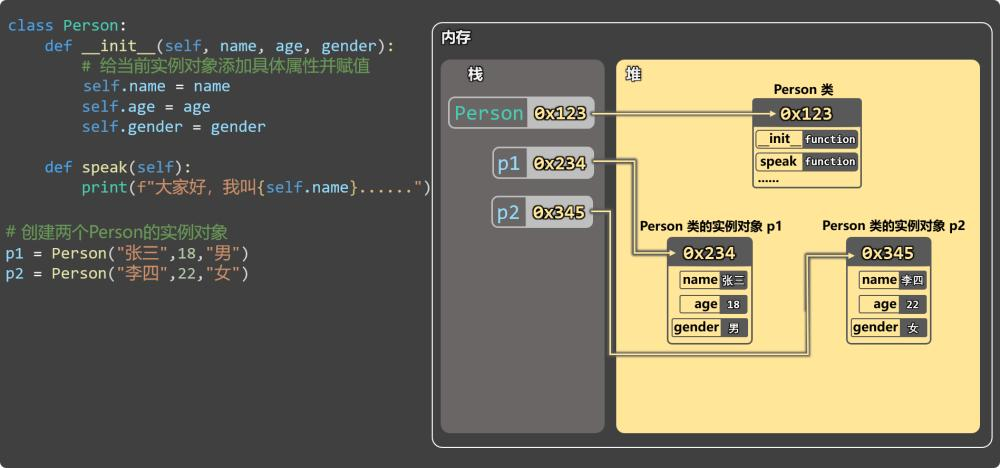 class Person:
    def __init__(self, name, age, gender):
        # 给当前实例对象添加具体属性并赋值
        self.name = name
        self.age = age
        self.gender = gender
    def speak(self):
        print(f"大家好，我叫{self.name}......")
# 创建两个Person的实例对象
p1 = Person("张三",18,"男")
p2 = Person("李四",22,"女")
内存
栈
Person 0x123
p1 0x234
p2 0x345
堆
Person 类
0x123
__init__ function
speak function
......
Person 类的实例对象 p1
0x234
name 张三
age 18
gender 男
Person 类的实例对象 p2
0x345
name 李四
age 22
gender 女